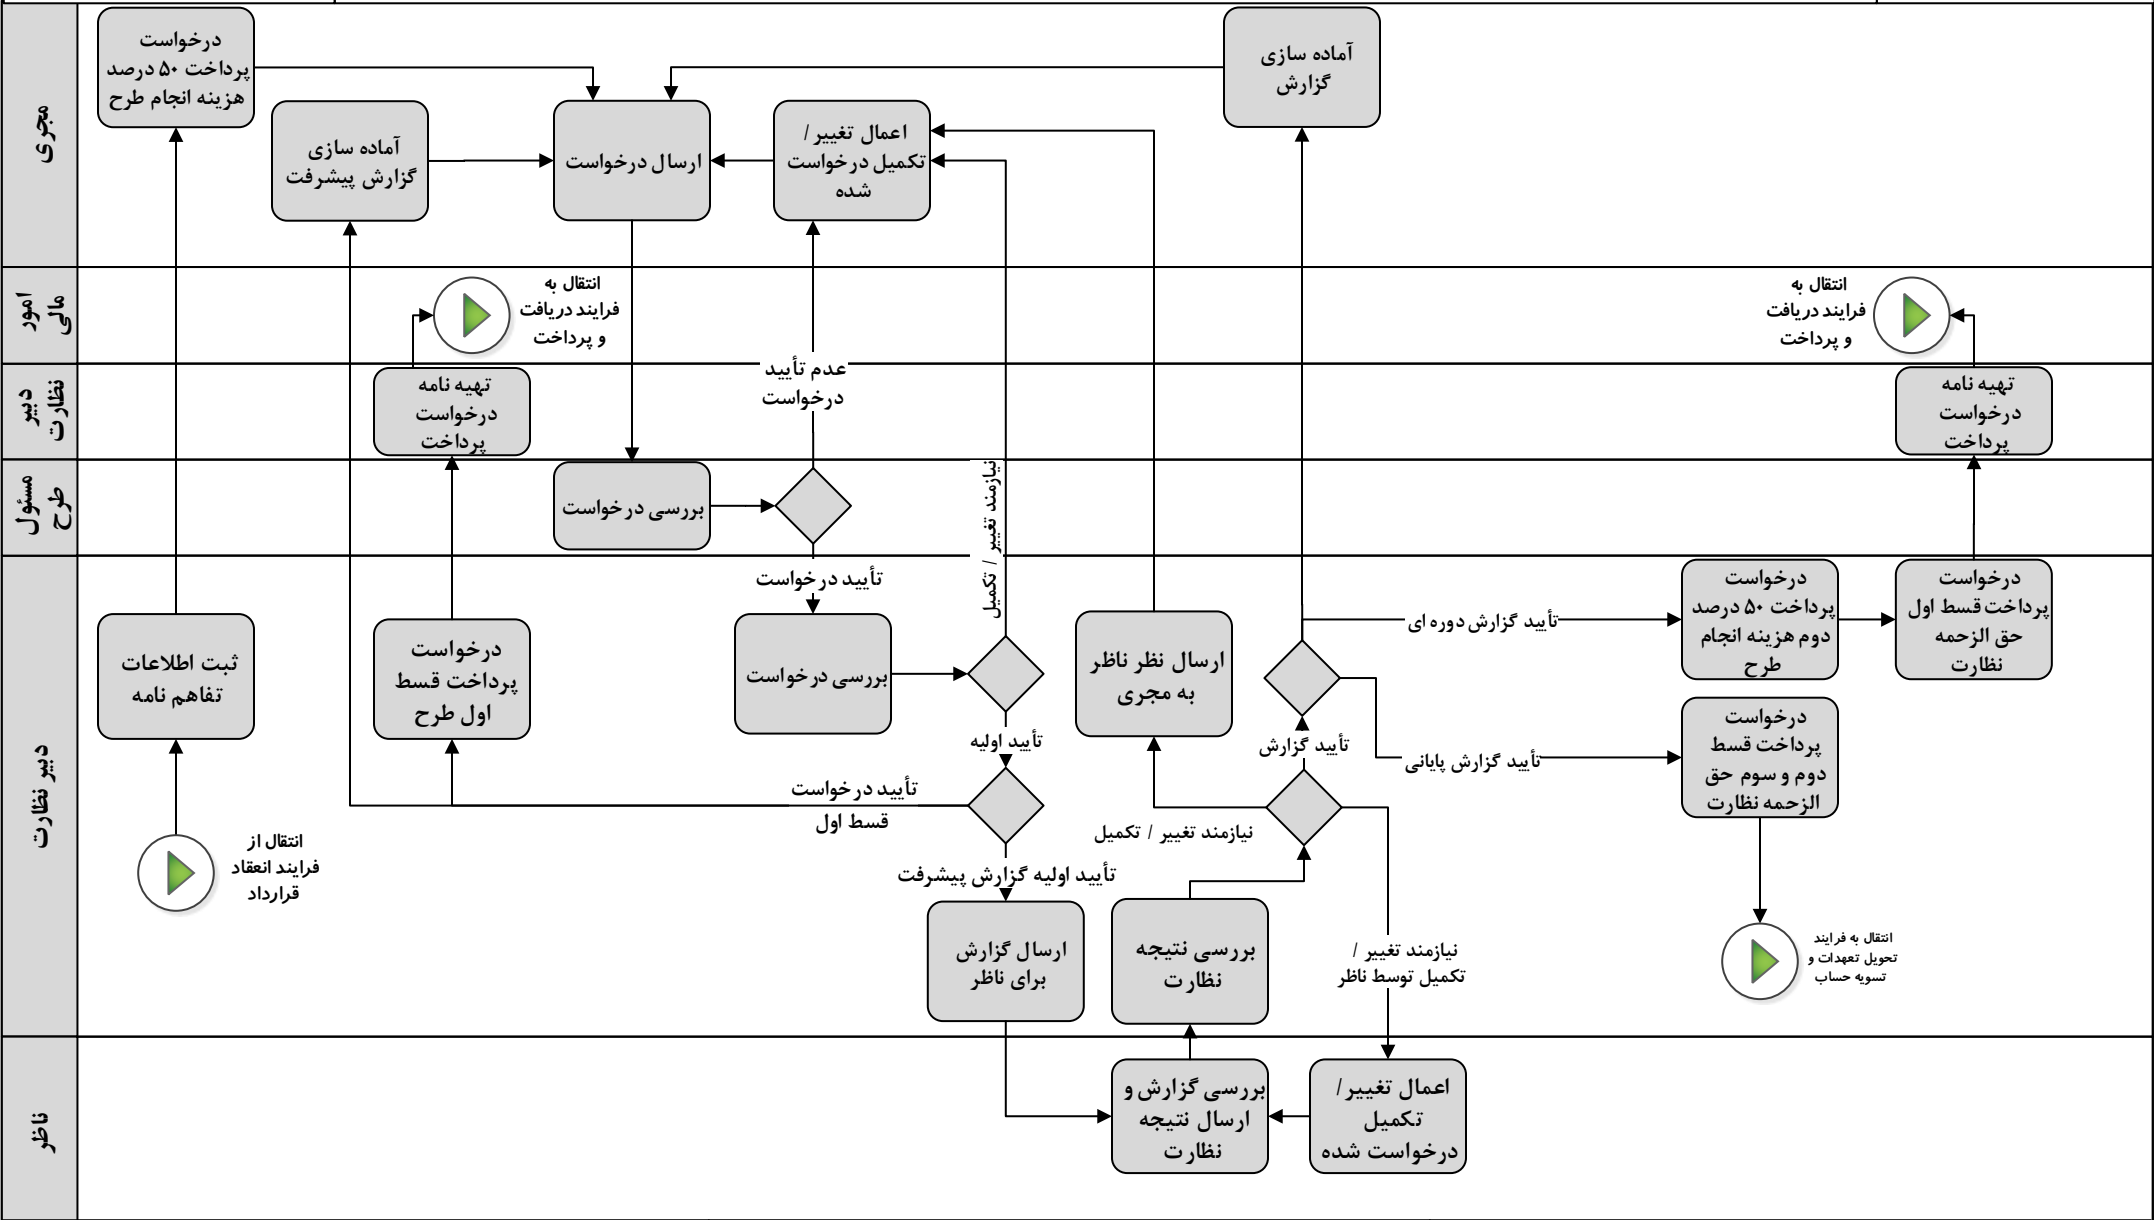 مجری
درخواست
پرداخت ۵۰ درصد
هزینه انجام طرح
آماده سازی
گزارش پیشرفت
ارسال درخواست
اعمال تغییر /
تکمیل درخواست
شده
آماده سازی
گزارش
امور
مالی
انتقال به
فرایند دریافت
و پرداخت
انتقال به
فرایند دریافت
و پرداخت
دبیر
نظارت
تهیه نامه
درخواست
پرداخت
عدم تأیید
درخواست
تهیه نامه
درخواست
پرداخت
مسئول
طرح
بررسی درخواست
نیازمند تغییر / تکمیل
دبیر نظارت
ثبت اطلاعات
تفاهم نامه
درخواست
پرداخت قسط
اول طرح
تأیید درخواست
بررسی درخواست
ارسال نظر ناظر
به مجری
تأیید گزارش دوره ای
درخواست
پرداخت ۵۰ درصد
دوم هزینه انجام
طرح
درخواست
پرداخت قسط اول
حق الزحمه
نظارت
تأیید اولیه
تأیید گزارش
تأیید گزارش پایانی
درخواست
پرداخت قسط
دوم و سوم حق
الزحمه نظارت
تأیید درخواست
قسط اول
نیازمند تغییر / تکمیل
انتقال از
فرایند انعقاد
قرارداد
تأیید اولیه گزارش پیشرفت
ارسال گزارش
برای ناظر
بررسی نتیجه
نظارت
نیازمند تغییر /
تکمیل توسط ناظر
انتقال به فرایند
تحویل تعهدات و
تسویه حساب
ناظر
بررسی گزارش و
ارسال نتیجه
نظارت
اعمال تغییر /
تکمیل
درخواست شده